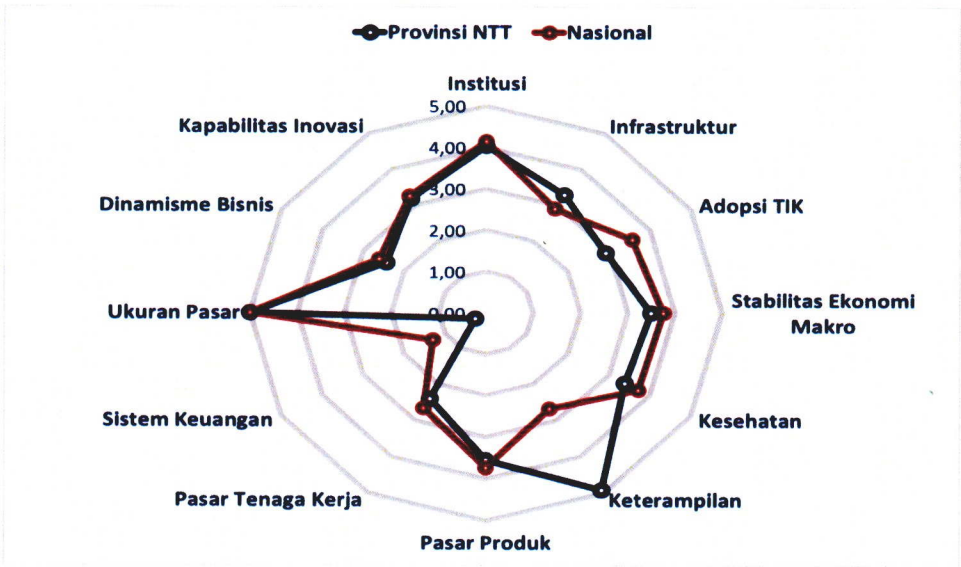 Provinsi NTT Nasional
Institusi
5,00
Kapabilitas Inovasi
Infrastruktur
4,00
Dinamisme Bisnis
3,00
Adopsi TIK
2,00
1,00
Ukuran Pasar
0,00
Stabilitas Ekonomi
Makro
Sistem Keuangan
Kesehatan
Pasar Tenaga Kerja
Keterampilan
Pasar Produk